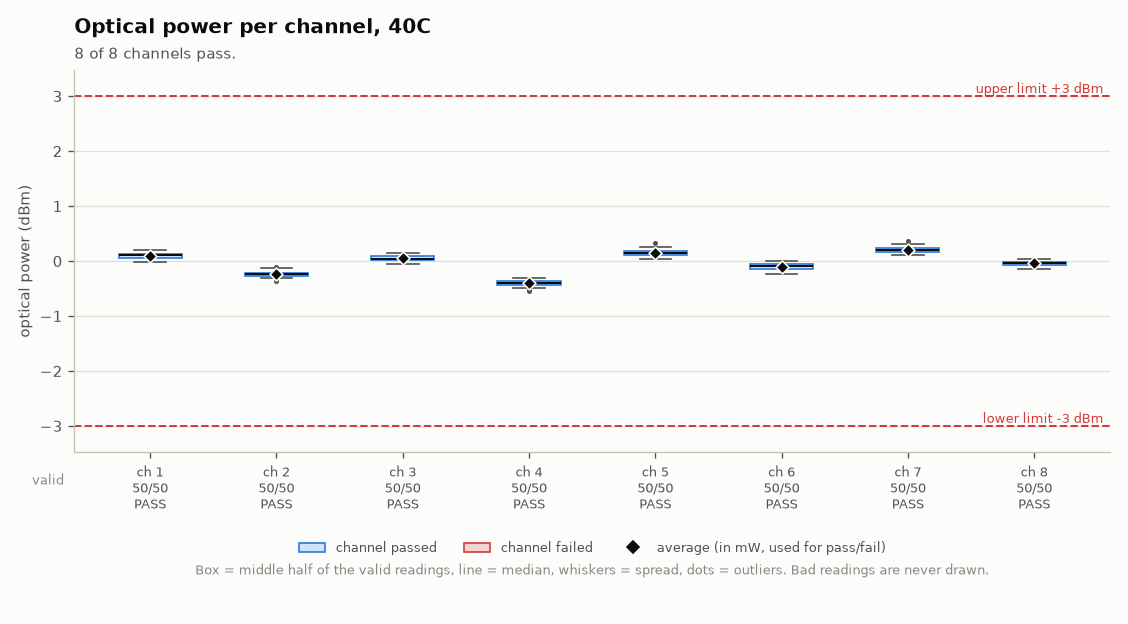 Optical power per channel, 40C
8 of 8 channels pass.
optical power (dBm)
3
2
1
0
−1
−2
−3
upper limit +3 dBm
lower limit -3 dBm
valid
ch 1 ch 2 ch 3 ch 4 ch 5 ch 6 ch 7 ch 8
50/50 50/50 50/50 50/50 50/50 50/50 50/50 50/50
PASS PASS PASS PASS PASS PASS PASS PASS
channel passed channel failed average (in mW, used for pass/fail)
Box = middle half of the valid readings, line = median, whiskers = spread, dots = outliers. Bad readings are never drawn.